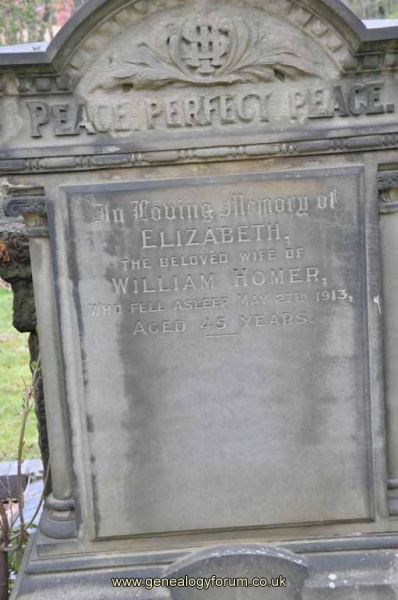 IHS
PEACE, PERFECT PEACE.
In Loving Memory of
ELIZABETH,
THE BELOVED WIFE OF
WILLIAM HOMER,
WHO FELL ASLEEP MAY 27TH 1913,
AGED 45 YEARS.
www.genealogyforum.co.uk